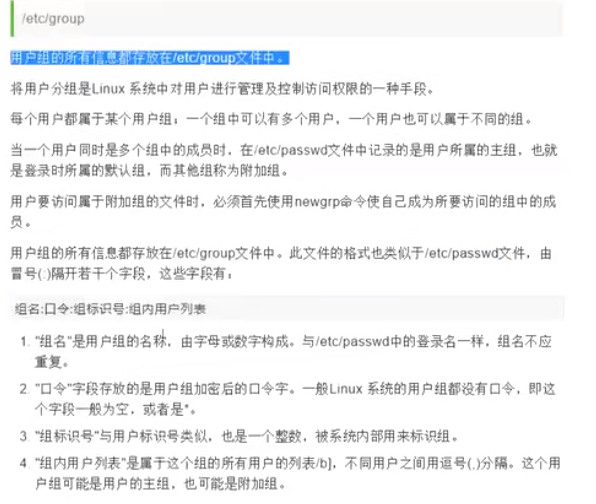 /etc/group
用户组的所有信息都存放在/etc/group文件中。
将用户分组是Linux 系统中对用户进行管理及控制访问权限的一种手段。
每个用户都属于某个用户组；一个组中可以有多个用户，一个用户也可以属于不同的组。
当一个用户同时是多个组中的成员时，在/etc/passwd文件中记录的是用户所属的主组，也就
是登录时所属的默认组，而其他组称为附加组。
用户要访问属于附加组的文件时，必须首先使用newgrp命令使自己成为所要访问的组中的成
员。
用户组的所有信息都存放在/etc/group文件中。此文件的格式也类似于/etc/passwd文件，由
冒号(:)隔开若干个字段，这些字段有：
组名:口令:组标识号:组内用户列表
1. "组名"是用户组的名称，由字母或数字构成。与/etc/passwd中的登录名一样，组名不应
重复。
2. "口令"字段存放的是用户组加密后的口令字。一般Linux 系统的用户组都没有口令，即这
个字段一般为空，或者是*。
3. "组标识号"与用户标识号类似，也是一个整数，被系统内部用来标识组。
4. "组内用户列表"是属于这个组的所有用户的列表/b]，不同用户之间用逗号(,)分隔。这个用
户组可能是用户的主组，也可能是附加组。